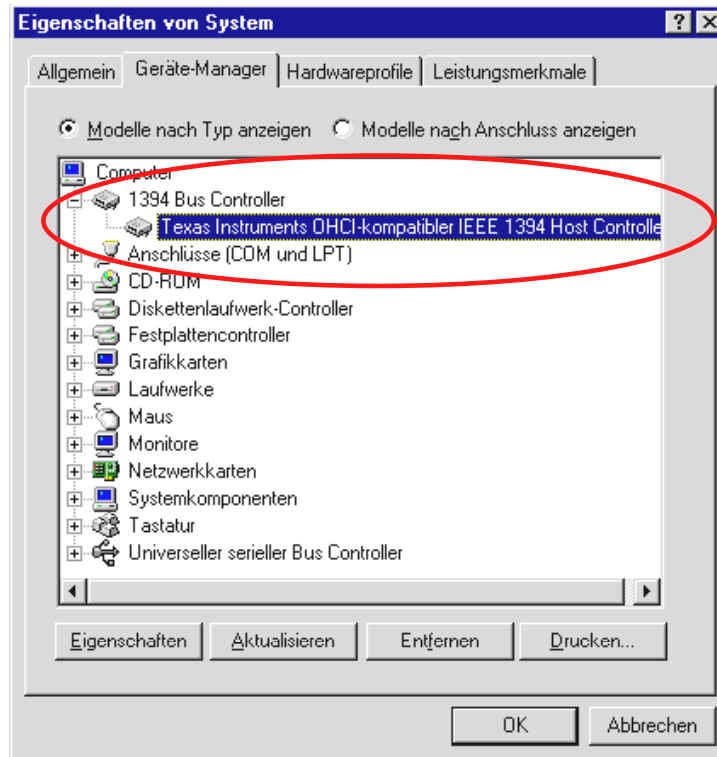 Eigenschaften von System
Allgemein Geräte-Manager Hardwareprofile Leistungsmerkmale
Modelle nach Typ anzeigen Modelle nach Anschluss anzeigen
Computer
1394 Bus Controller
Texas Instruments OHCI-kompatibler IEEE 1394 Host Controlle
Anschlüsse (COM und LPT)
CD-ROM
Diskettenlaufwerk-Controller
Festplattencontroller
Grafikkarten
Laufwerke
Maus
Monitore
Netzwerkkarten
Systemkomponenten
Tastatur
Universeller serieller Bus Controller
Eigenschaften Aktualisieren Entfernen Drucken...
OK Abbrechen